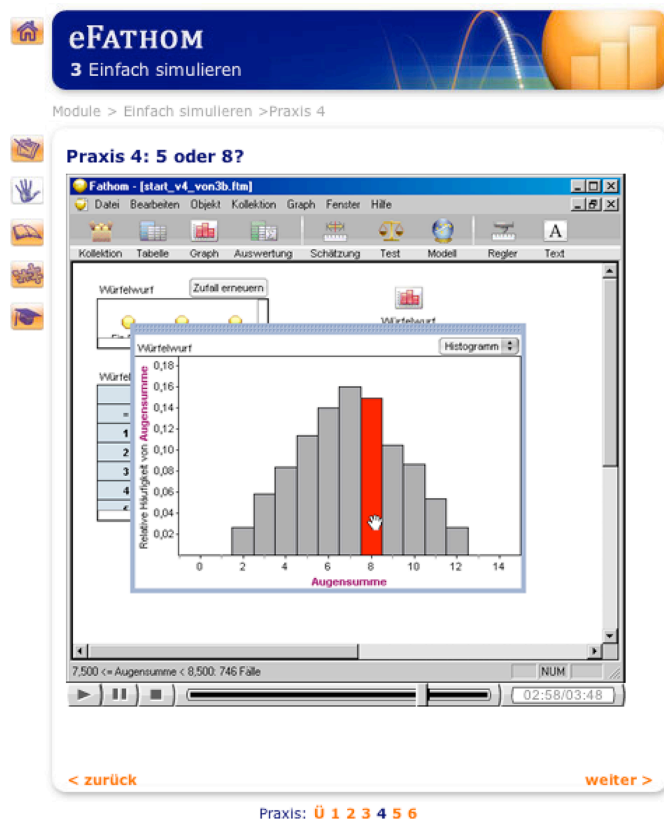 eFATHOM
3 Einfach simulieren
Module > Einfach simulieren >Praxis 4
Praxis 4: 5 oder 8?
Fathom - [start_v4_von3b.ftm]
Datei Bearbeiten Objekt Kollektion Graph Fenster Hilfe
Kollektion Tabelle Graph Auswertung Schätzung Test Modell Regler Text
A
Würfelwurf
Zufall erneuern
Würfelwurf
Würfelwurf
Histogramm
Relative Häufigkeit von Augensumme
0,18
0,16
0,14
0,12
0,10
0,08
0,06
0,04
0,02
0 2 4 6 8 10 12 14
Augensumme
=
1
2
3
4
7,500 <= Augensumme < 8,500: 746 Fälle
NUM
02:58/03:48
< zurück
weiter >
Praxis: Ü 1 2 3 4 5 6